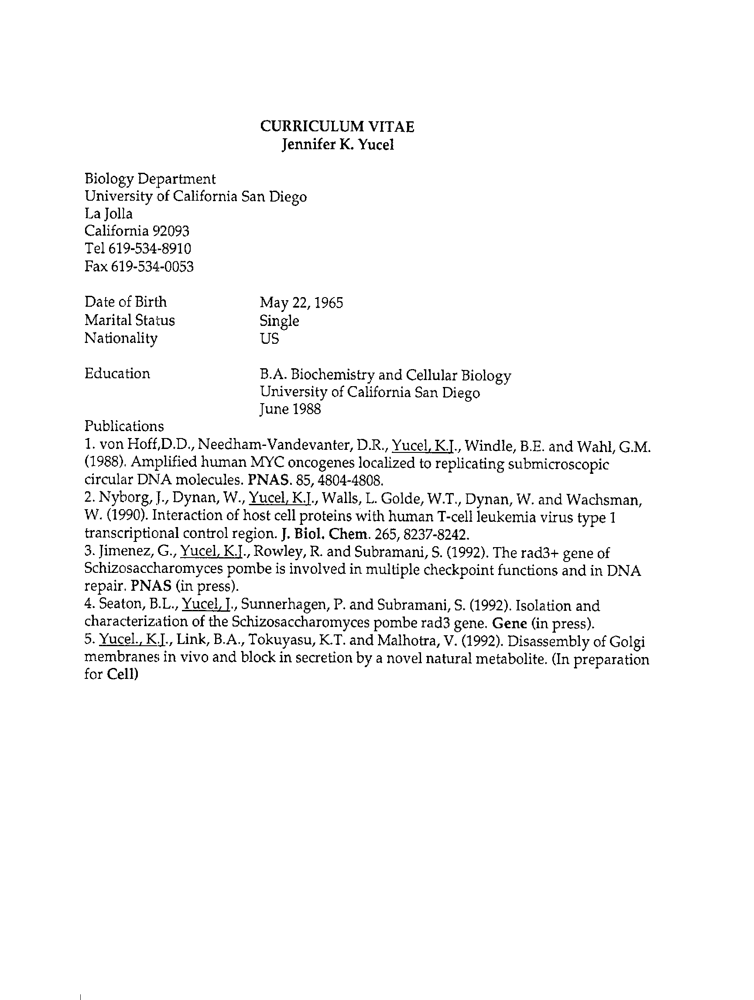 CURRICULUM VITAE
Jennifer K. Yucel
Biology Department
University of California San Diego
La Jolla
California 92093
Tel 619-534-8910
Fax 619-534-0053
Date of Birth May 22, 1965
Marital Status Single
Nationality US
Education B.A. Biochemistry and Cellular Biology
University of California San Diego
June 1988
Publications
1. von Hoff,D.D., Needham-Vandevanter, D.R., Yucel, K.J., Windle, B.E. and Wahl, G.M.
(1988). Amplified human MYC oncogenes localized to replicating submicroscopic
circular DNA molecules. PNAS. 85, 4804-4808.
2. Nyborg, J., Dynan, W., Yucel, K.J., Walls, L. Golde, W.T., Dynan, W. and Wachsman,
W. (1990). Interaction of host cell proteins with human T-cell leukemia virus type 1
transcriptional control region. J. Biol. Chem. 265, 8237-8242.
3. Jimenez, G., Yucel, K.J., Rowley, R. and Subramani, S. (1992). The rad3+ gene of
Schizosaccharomyces pombe is involved in multiple checkpoint functions and in DNA
repair. PNAS (in press).
4. Seaton, B.L., Yucel, J., Sunnerhagen, P. and Subramani, S. (1992). Isolation and
characterization of the Schizosaccharomyces pombe rad3 gene. Gene (in press).
5. Yucel., K.J., Link, B.A., Tokuyasu, K.T. and Malhotra, V. (1992). Disassembly of Golgi
membranes in vivo and block in secretion by a novel natural metabolite. (In preparation
for Cell)